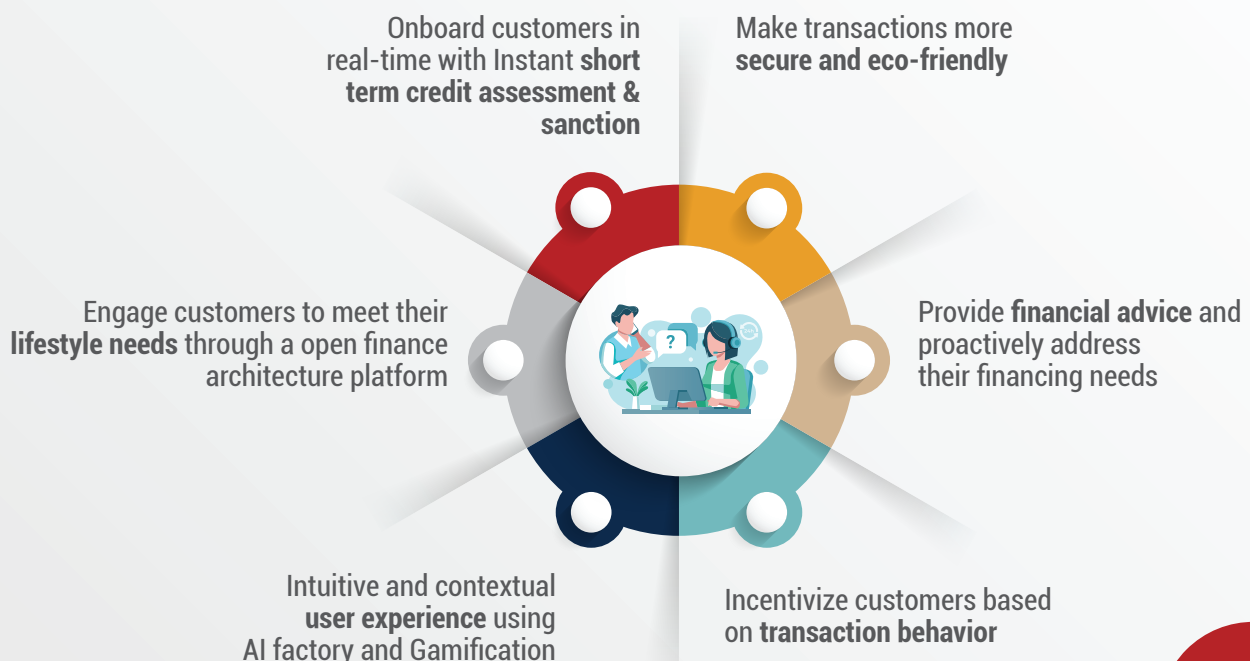 Onboard customers in
real-time with Instant short
term credit assessment &
sanction
Make transactions more
secure and eco-friendly
Engage customers to meet their
lifestyle needs through a open finance
architecture platform
?
Provide financial advice and
proactively address
their financing needs
Intuitive and contextual
user experience using
AI factory and Gamification
Incentivize customers based
on transaction behavior